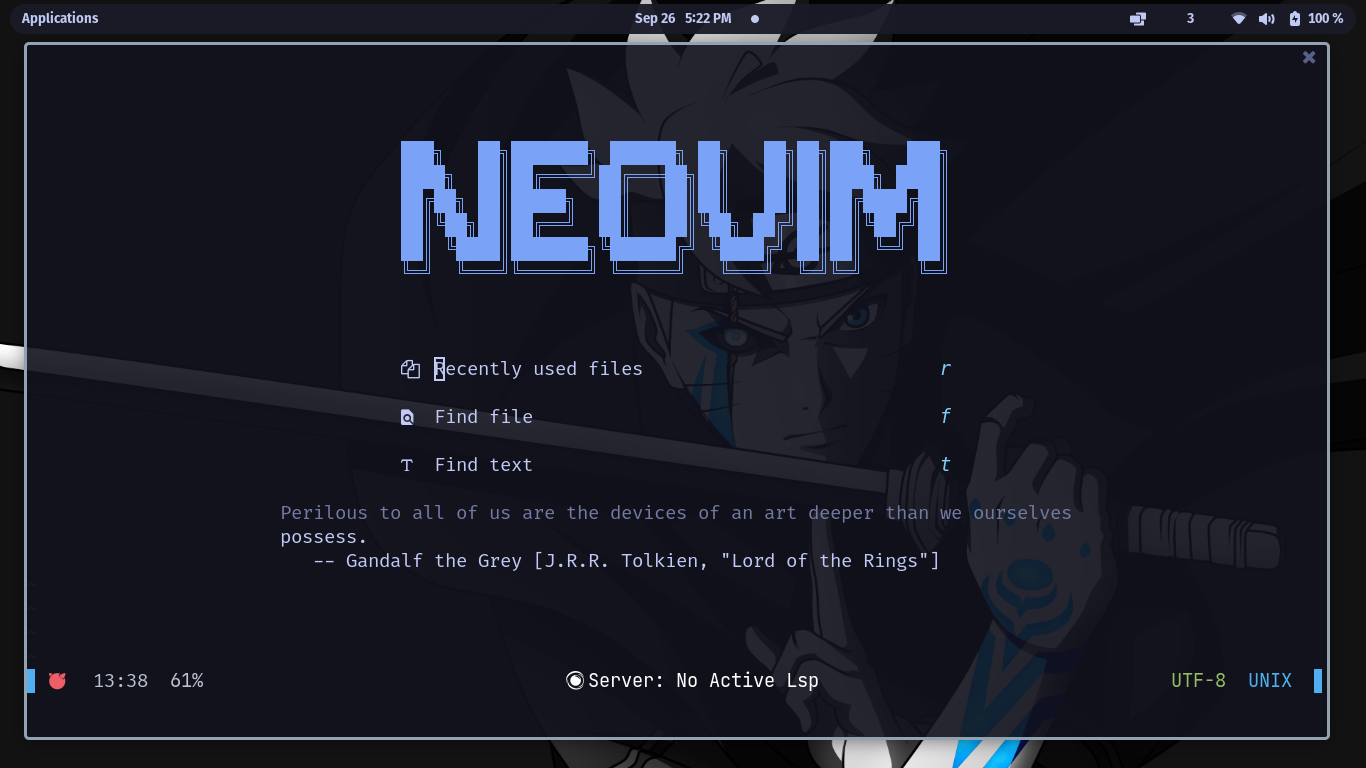 Applications
Sep 26 5:22 PM
3
100 %
NEOVIM
Recently used files r
Find file f
Find text t
Perilous to all of us are the devices of an art deeper than we ourselves
possess.
-- Gandalf the Grey [J.R.R. Tolkien, "Lord of the Rings"]
13:38 61% Server: No Active Lsp UTF-8 UNIX